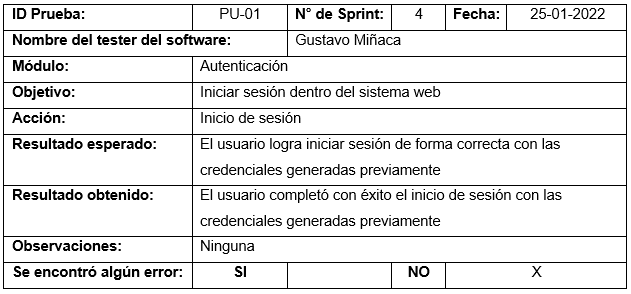 ID Prueba: PU-01 N° de Sprint: 4 Fecha: 25-01-2022
Nombre del tester del software: Gustavo Miñaca
Módulo: Autenticación
Objetivo: Iniciar sesión dentro del sistema web
Acción: Inicio de sesión
Resultado esperado: El usuario logra iniciar sesión de forma correcta con las
credenciales generadas previamente
Resultado obtenido: El usuario completó con éxito el inicio de sesión con las
credenciales generadas previamente
Observaciones: Ninguna
Se encontró algún error: SI NO X